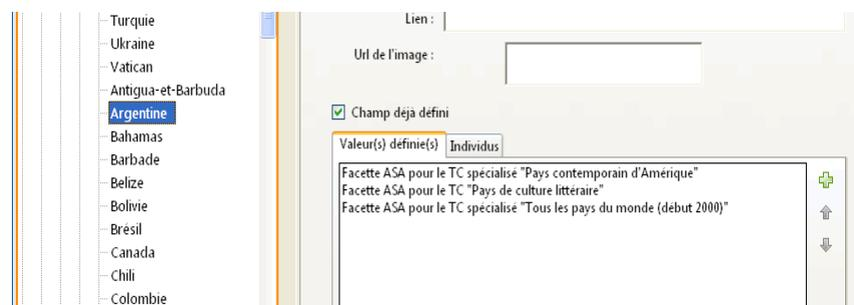 Turquie
Ukraine
Vatican
Antigua-et-Barbuda
Argentine
Bahamas
Barbade
Belize
Bolivie
Brésil
Canada
Chili
Colombie
Lien :
Url de l'image :
Champ déjà défini
Valeur(s) définie(s) Individus
Facette ASA pour le TC spécialisé "Pays contemporain d'Amérique"
Facette ASA pour le TC "Pays de culture littéraire"
Facette ASA pour le TC spécialisé "Tous les pays du monde (début 2000)"